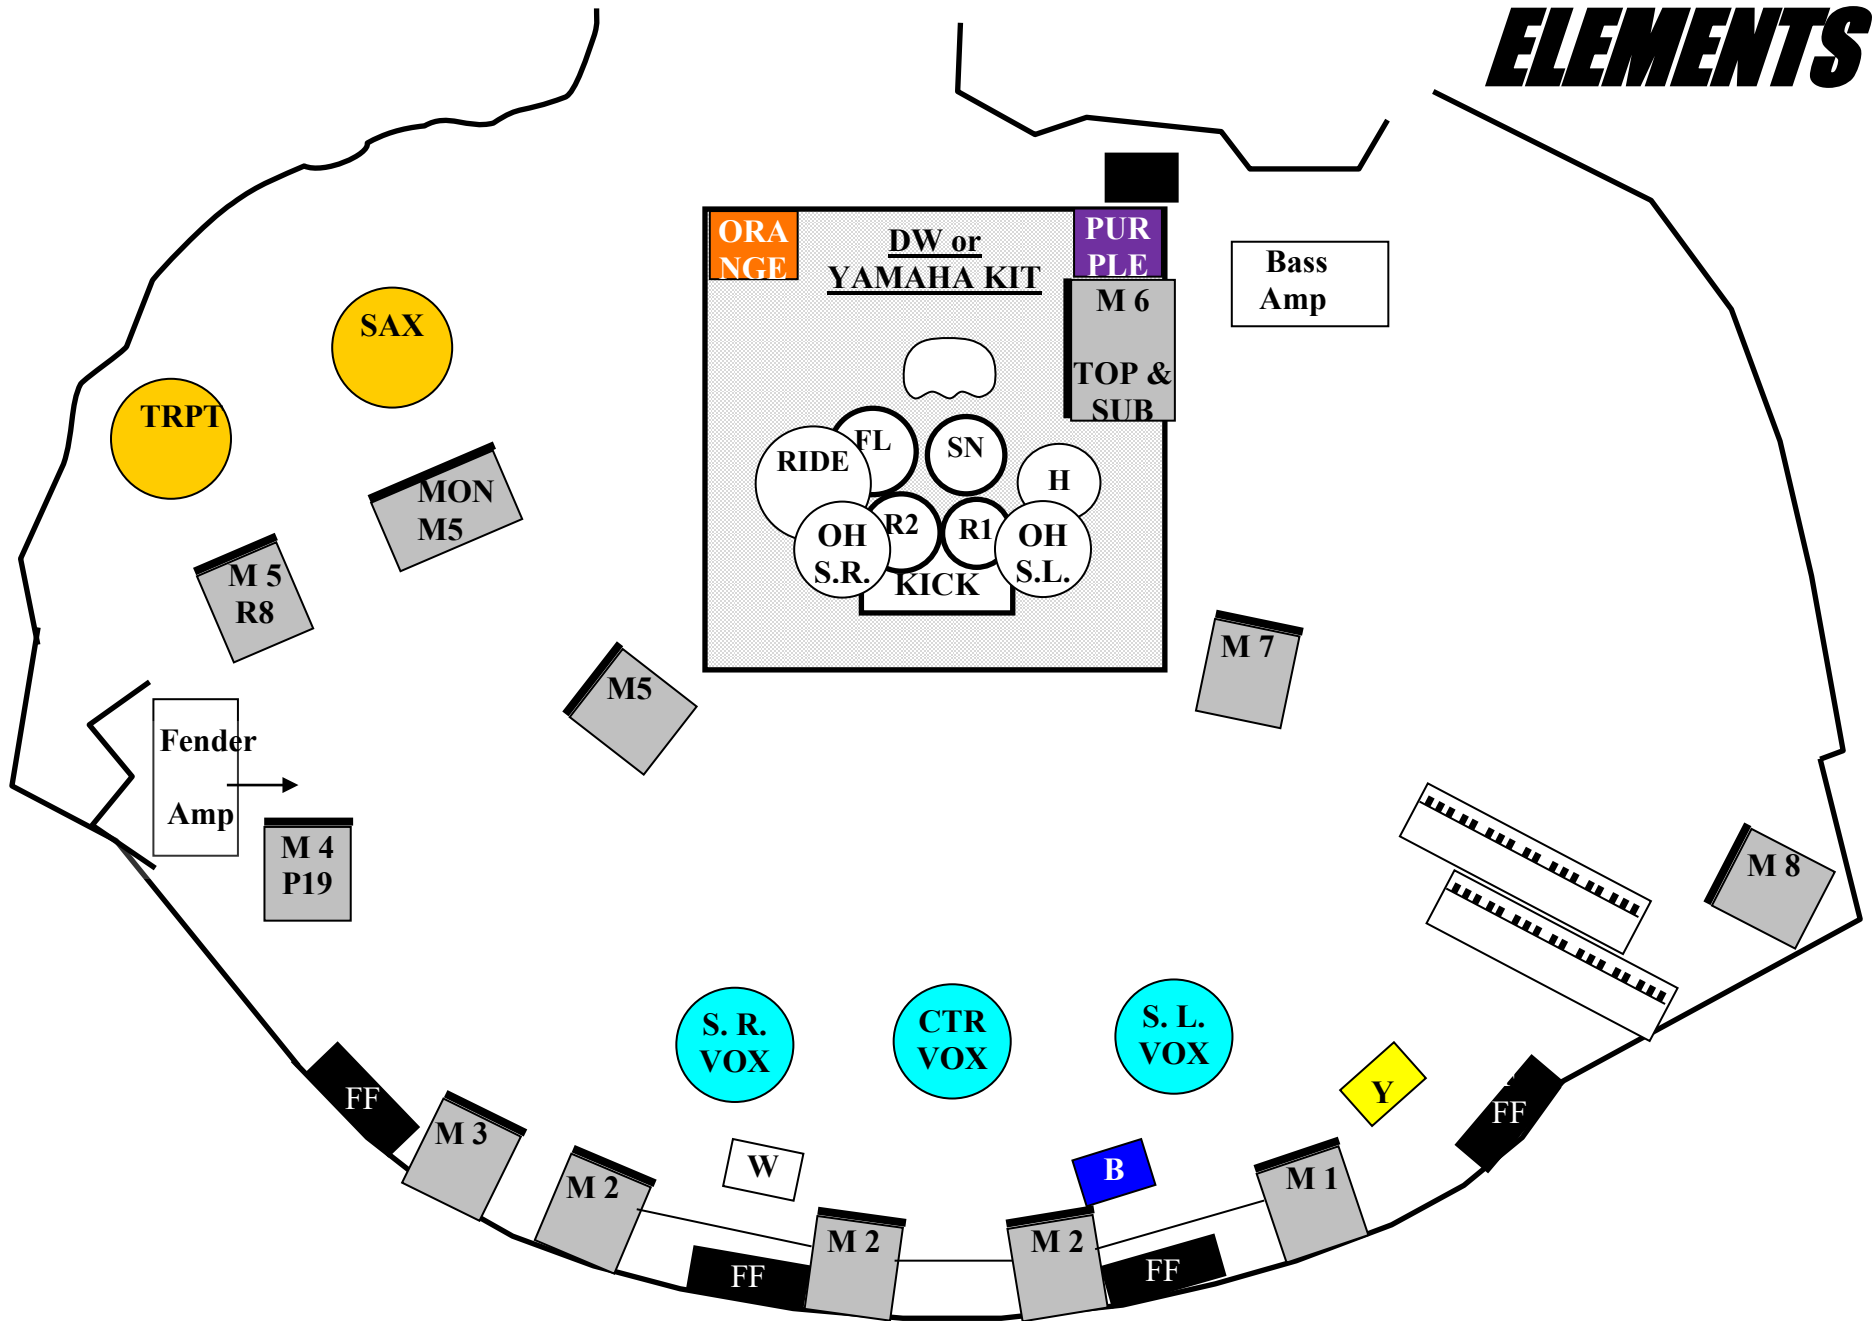 ELEMENTS
ORA
NGE
DW or
YAMAHA KIT
PUR
PLE
M 6
TOP &
SUB
Bass
Amp
SAX
TRPT
MON
M5
M 5
R8
FL
SN
RIDE
H
R2
R1
OH
S.R.
OH
S.L.
KICK
M5
M 7
Fender
Amp
M 4
P19
M 8
S. R.
VOX
CTR
VOX
S. L.
VOX
FF
M 3
M 2
W
FF
M 2
M 2
B
FF
M 1
Y
FF